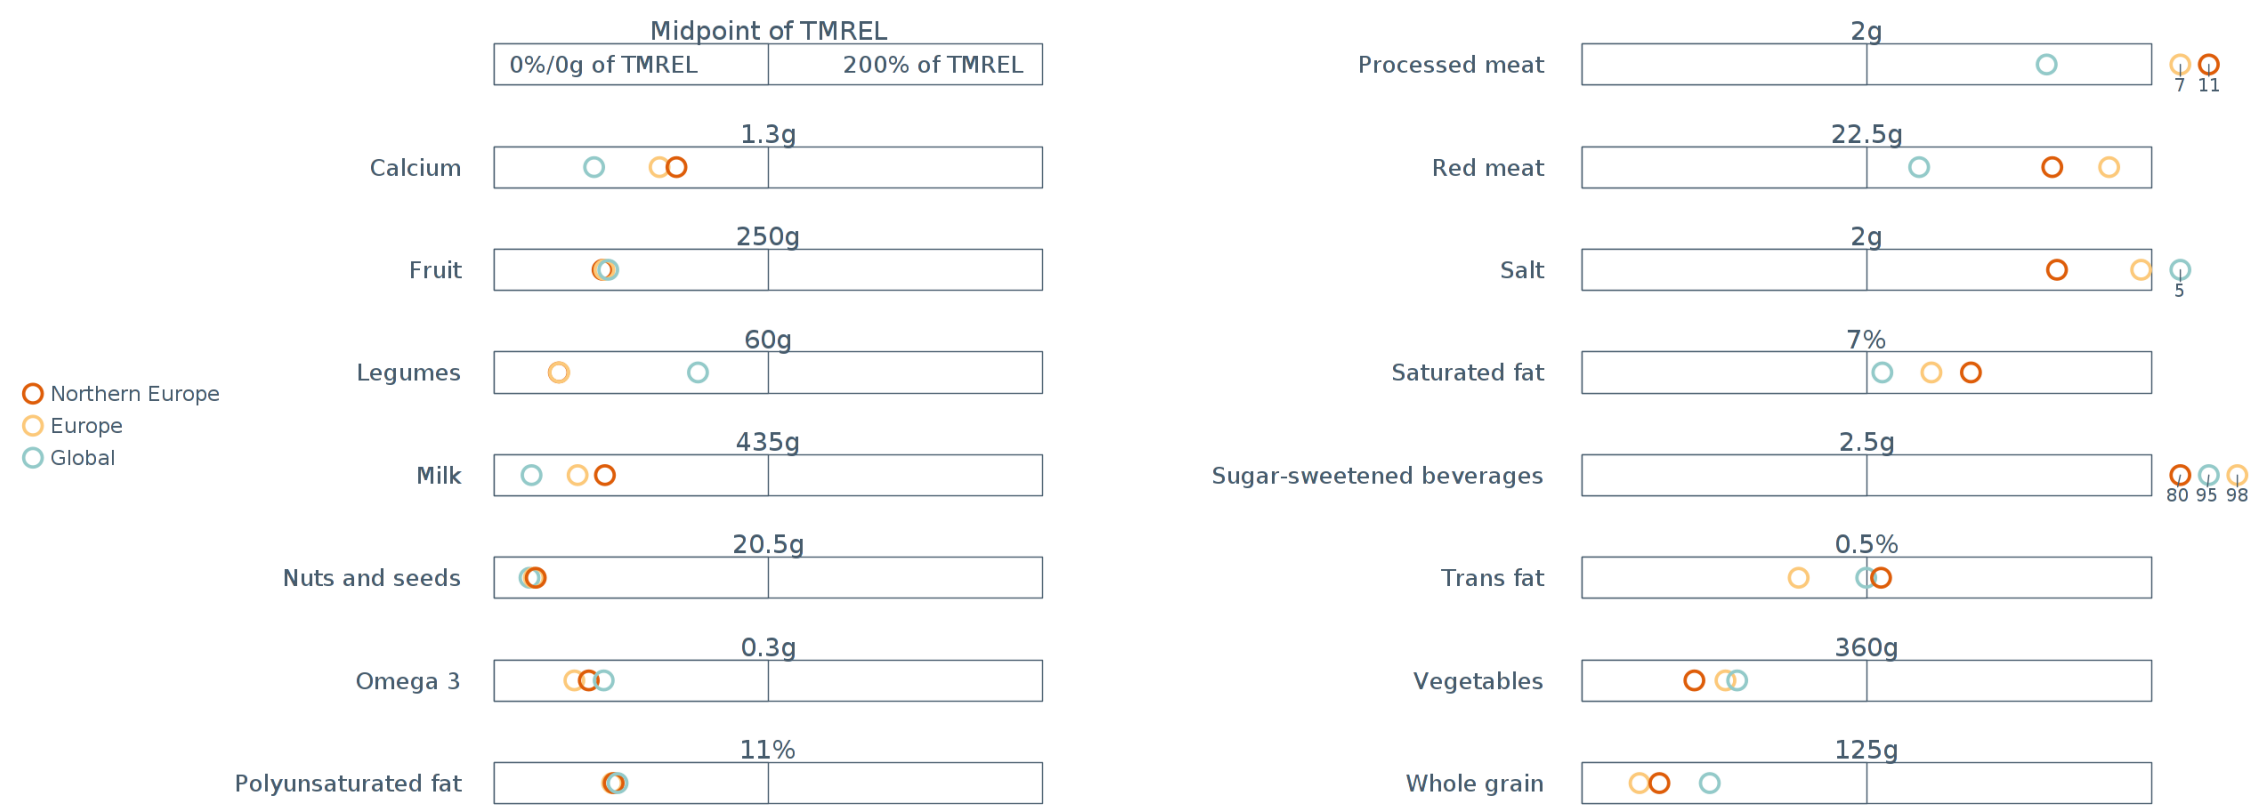 Midpoint of TMREL
0%/0g of TMREL 200% of TMREL
1.3g
Calcium
250g
Fruit
60g
Legumes
435g
Milk
20.5g
Nuts and seeds
0.3g
Omega 3
11%
Polyunsaturated fat
Northern Europe
Europe
Global
2g
Processed meat
7 11
22.5g
Red meat
2g
Salt
5
7%
Saturated fat
2.5g
Sugar-sweetened beverages
80 95 98
0.5%
Trans fat
360g
Vegetables
125g
Whole grain